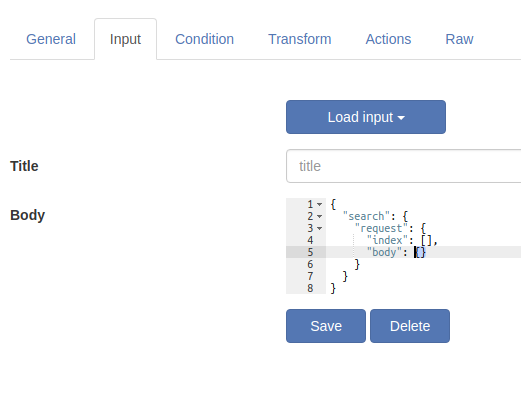 General Input Condition Transform Actions Raw
Load input
Title title
Body
1 {
2 "search": {
3 "request": {
4 "index": [],
5 "body": {}
6 }
7 }
8 }
Save Delete